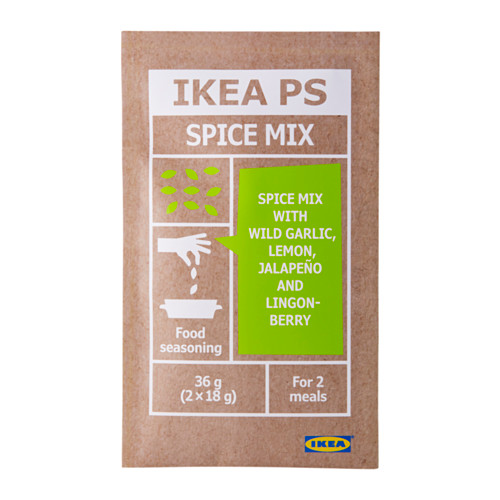 IKEA PS
SPICE MIX
SPICE MIX
WITH
WILD GARLIC,
LEMON,
JALAPEÑO
AND
LINGON-
BERRY
Food
seasoning
36 g
(2 × 18 g)
For 2
meals
IKEA